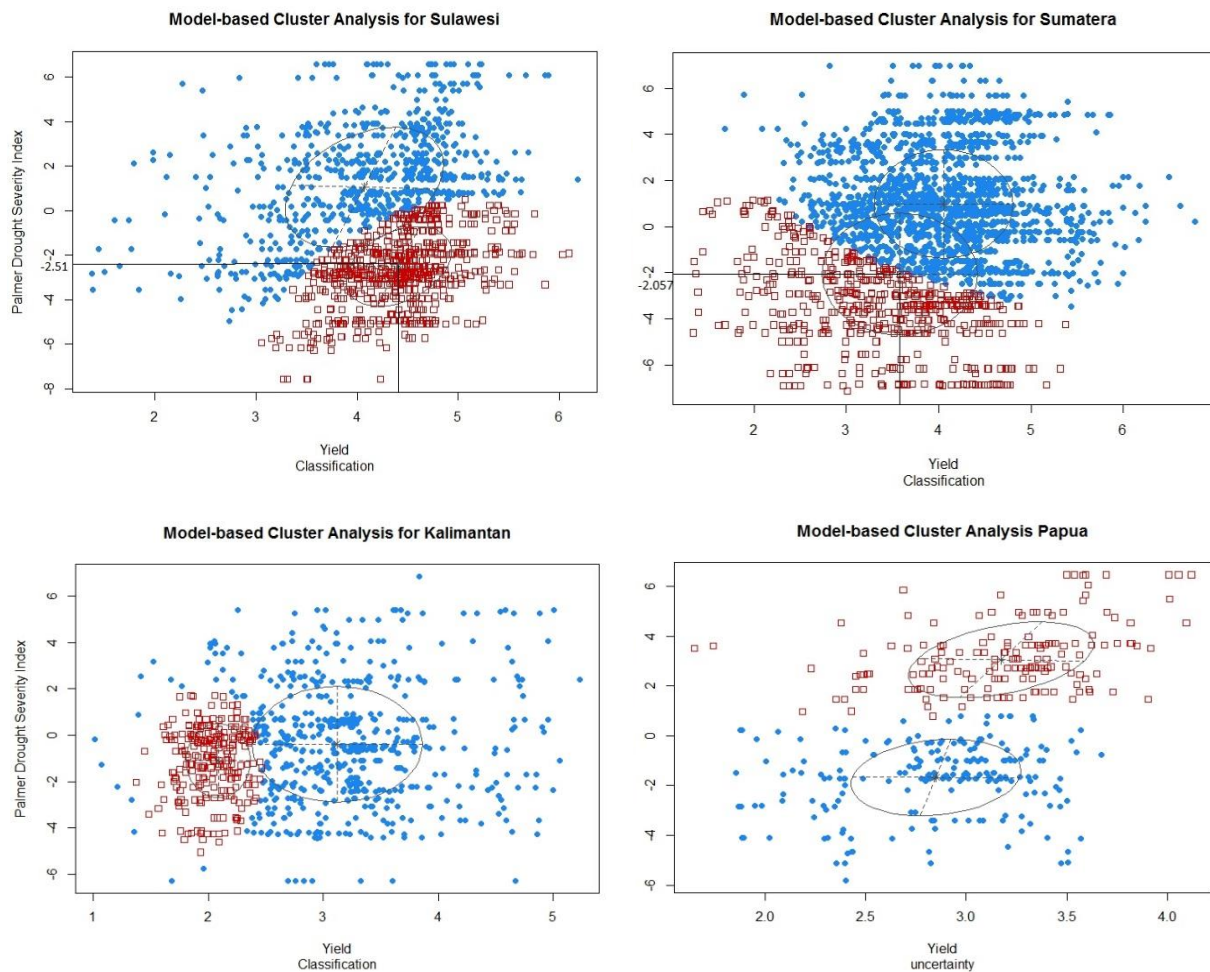 Model-based Cluster Analysis for Sulawesi
Palmer Drought Severity Index
6
4
2
0
-2
-2.51
-4
-6
-8
2 3 4 5 6
Yield
Classification
Model-based Cluster Analysis for Sumatera
6
4
2
0
-2
-2.057
-4
-6
2 3 4 5 6
Yield
Classification
Model-based Cluster Analysis for Kalimantan
Palmer Drought Severity Index
6
4
2
0
-2
-4
-6
1 2 3 4 5
Yield
Classification
Model-based Cluster Analysis Papua
6
4
2
0
-2
-4
-6
2.0 2.5 3.0 3.5 4.0
Yield
uncertainty